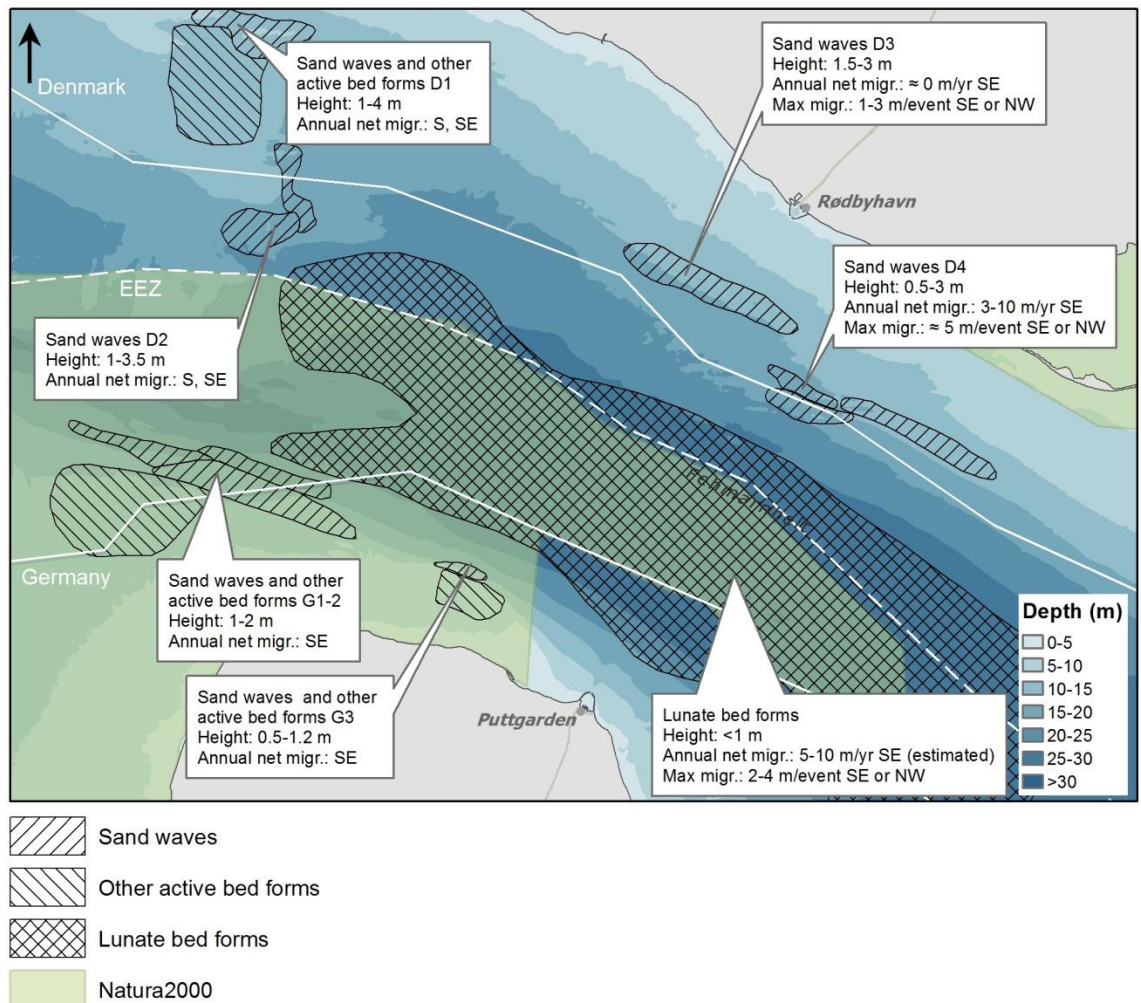 Denmark
Sand waves and other
active bed forms D1
Height: 1-4 m
Annual net migr.: S, SE
Sand waves D3
Height: 1.5-3 m
Annual net migr.: ≈ 0 m/yr SE
Max migr.: 1-3 m/event SE or NW
Rødbyhavn
EEZ
Sand waves D4
Height: 0.5-3 m
Annual net migr.: 3-10 m/yr SE
Max migr.: ≈ 5 m/event SE or NW
Sand waves D2
Height: 1-3.5 m
Annual net migr.: S, SE
Germany
Sand waves and other
active bed forms G1-2
Height: 1-2 m
Annual net migr.: SE
Sand waves  and other
active bed forms G3
Height: 0.5-1.2 m
Annual net migr.: SE
Puttgarden
Lunate bed forms
Height: <1 m
Annual net migr.: 5-10 m/yr SE (estimated)
Max migr.: 2-4 m/event SE or NW
Depth (m)
0-5
5-10
10-15
15-20
20-25
25-30
>30
Sand waves
Other active bed forms
Lunate bed forms
Natura2000